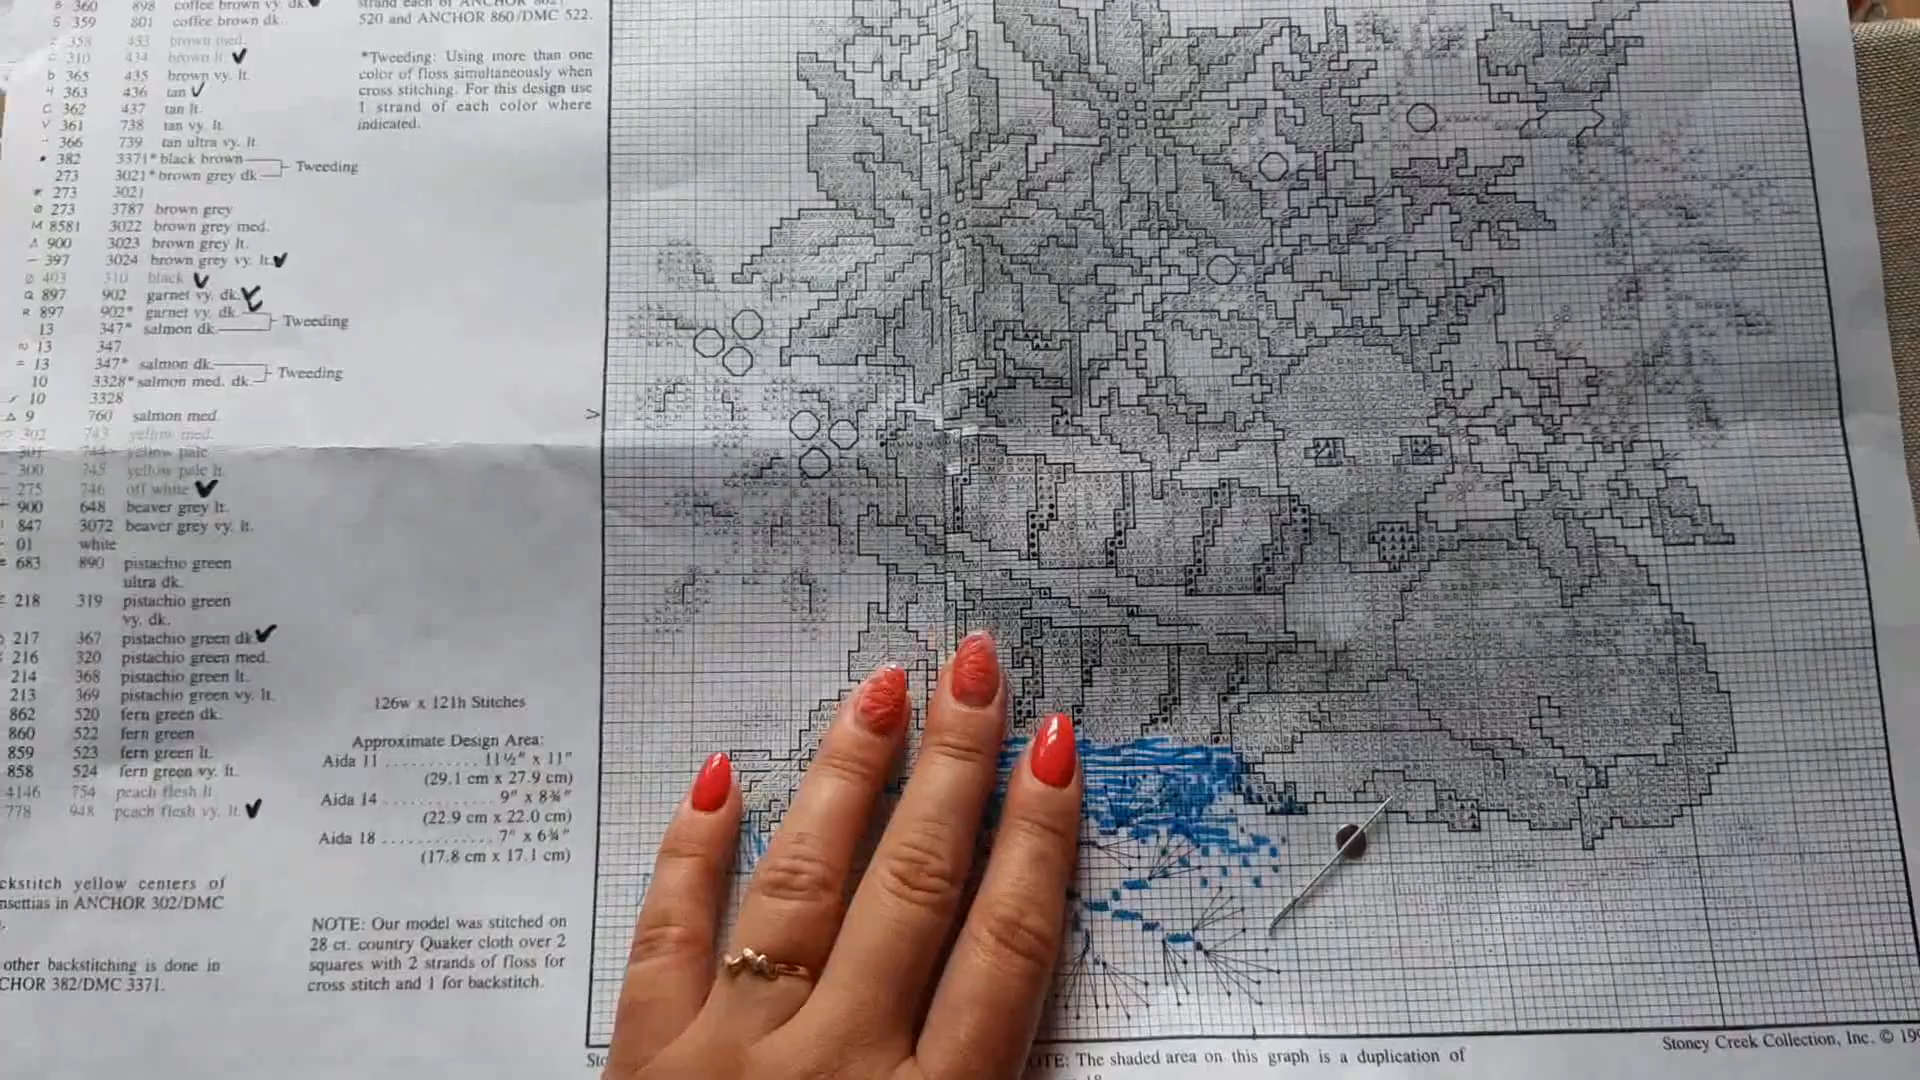 360 898 coffee brown vy. dk.
S 359 801 coffee brown dk.
358 433 brown med.
310 434 brown lt.
b 365 435 brown vy. lt.
363 436 tan
C 362 437 tan lt.
V 361 738 tan vy. lt.
366 739 tan ultra vy. lt.
382 3371* black brown
273 3021* brown grey dk
Tweeding
273 3021
273 3787 brown grey
M 8581 3022 brown grey med.
900 3023 brown grey lt.
397 3024 brown grey vy. lt.
403 310 black
Q 897 902 garnet vy. dk.
R 897 902* garnet vy. dk
13 347* salmon dk.
Tweeding
13 347
= 13 347* salmon dk.
10 3328* salmon med. dk.
Tweeding
10 3328
9 760 salmon med.
302 743 yellow med.
301 744 yellow pale
300 745 yellow pale lt.
275 746 off white
900 648 beaver grey lt.
847 3072 beaver grey vy. lt.
01 white
683 890 pistachio green
ultra dk.
218 319 pistachio green
vy. dk.
217 367 pistachio green dk
216 320 pistachio green med.
214 368 pistachio green lt.
213 369 pistachio green vy. lt.
862 520 fern green dk.
860 522 fern green
859 523 fern green lt.
858 524 fern green vy. lt.
4146 754 peach flesh lt
778 948 peach flesh vy. lt.
ckstitch yellow centers of
nsettias in ANCHOR 302/DMC
other backstitching is done in
CHOR 382/DMC 3371.
520 and ANCHOR 860/DMC 522.
*Tweeding: Using more than one
color of floss simultaneously when
cross stitching. For this design use
1 strand of each color where
indicated.
126w x 121h Stitches
Approximate Design Area:
Aida 11 .......... 11½" x 11"
(29.1 cm x 27.9 cm)
Aida 14 ............ 9" x 8¾"
(22.9 cm x 22.0 cm)
Aida 18 ............ 7" x 6¾"
(17.8 cm x 17.1 cm)
NOTE: Our model was stitched on
28 ct. country Quaker cloth over 2
squares with 2 strands of floss for
cross stitch and 1 for backstitch.
Stoney Creek Collection, Inc. © 19
OTE: The shaded area on this graph is a duplication of